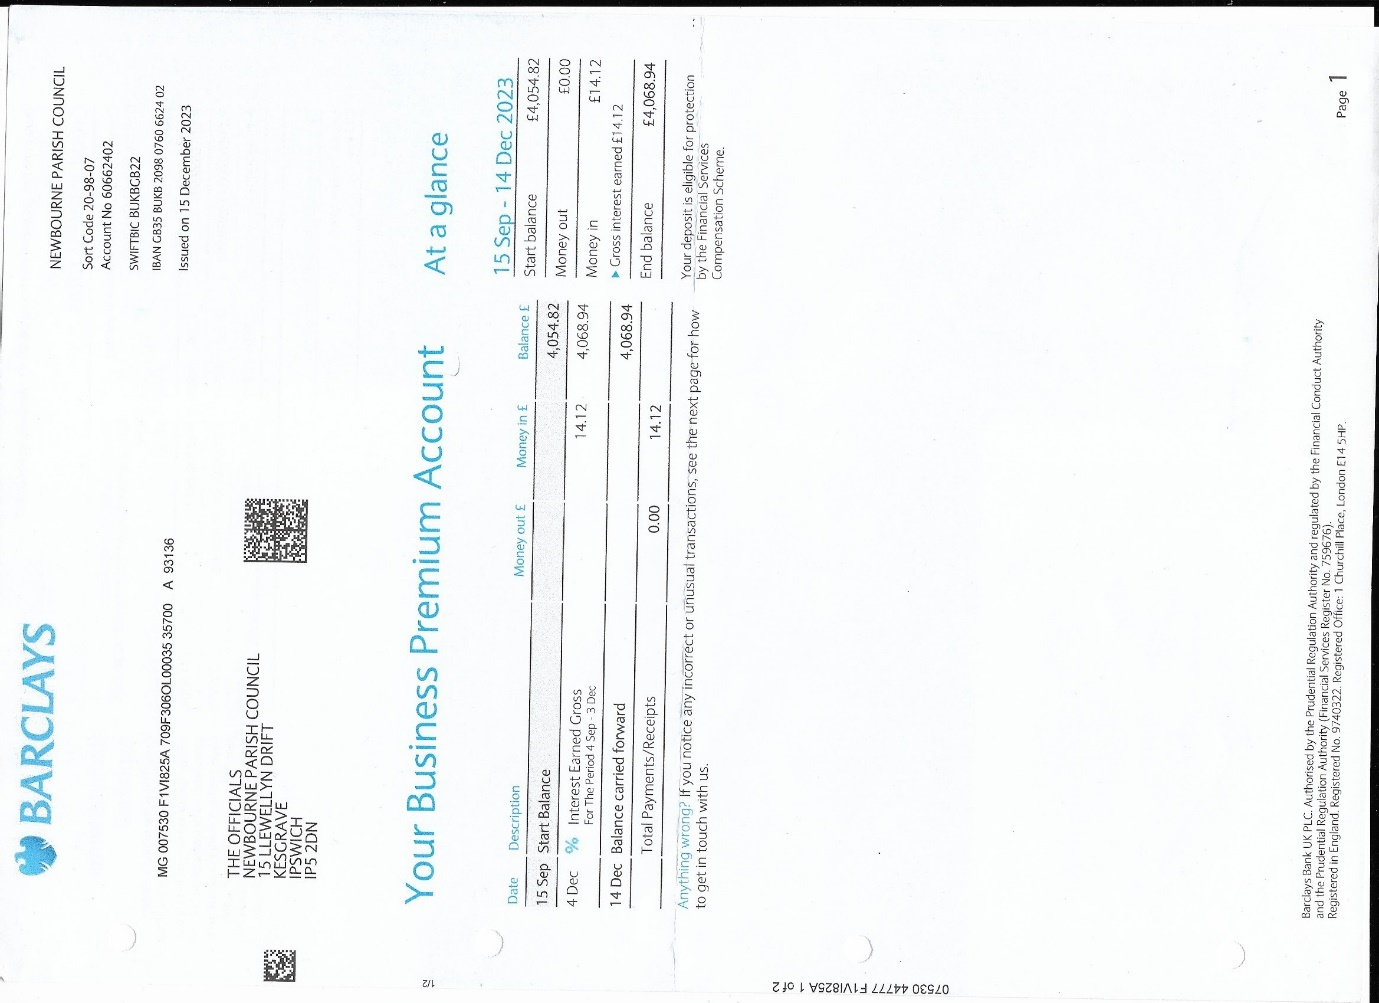 BARCLAYS
NEWBOURNE PARISH COUNCIL
Sort Code 20-98-07
Account No 60662402
SWIFTBIC BUKBGB22
IBAN GB35 BUKB 2098 0760 6624 02
Issued on 15 December 2023
MG 007530 F1VI825A 709F306OL00035 35700 A 93136
THE OFFICIALS
NEWBOURNE PARISH COUNCIL
15 LLEWELLYN DRIFT
KESGRAVE
IPSWICH
IP5 2DN
1/2
Your Business Premium Account
Date Description Money out £ Money in £ Balance £
15 Sep Start Balance 4,054.82
4 Dec % Interest Earned Gross 14.12 4,068.94
For The Period 4 Sep - 3 Dec
14 Dec Balance carried forward 4,068.94
Total Payments/Receipts 0.00 14.12
Anything wrong? If you notice any incorrect or unusual transactions, see the next page for how
to get in touch with us.
At a glance
15 Sep - 14 Dec 2023
Start balance £4,054.82
Money out £0.00
Money in £14.12
▸ Gross interest earned £14.12
End balance £4,068.94
Your deposit is eligible for protection
by the Financial Services
Compensation Scheme.
07530 44777 F1VI825A 1 of 2
Barclays Bank UK PLC. Authorised by the Prudential Regulation Authority and regulated by the Financial Conduct Authority
and the Prudential Regulation Authority (Financial Services Register No. 759676).
Registered in England. Registered No. 9740322. Registered Office: 1 Churchill Place, London E14 5HP.
Page 1